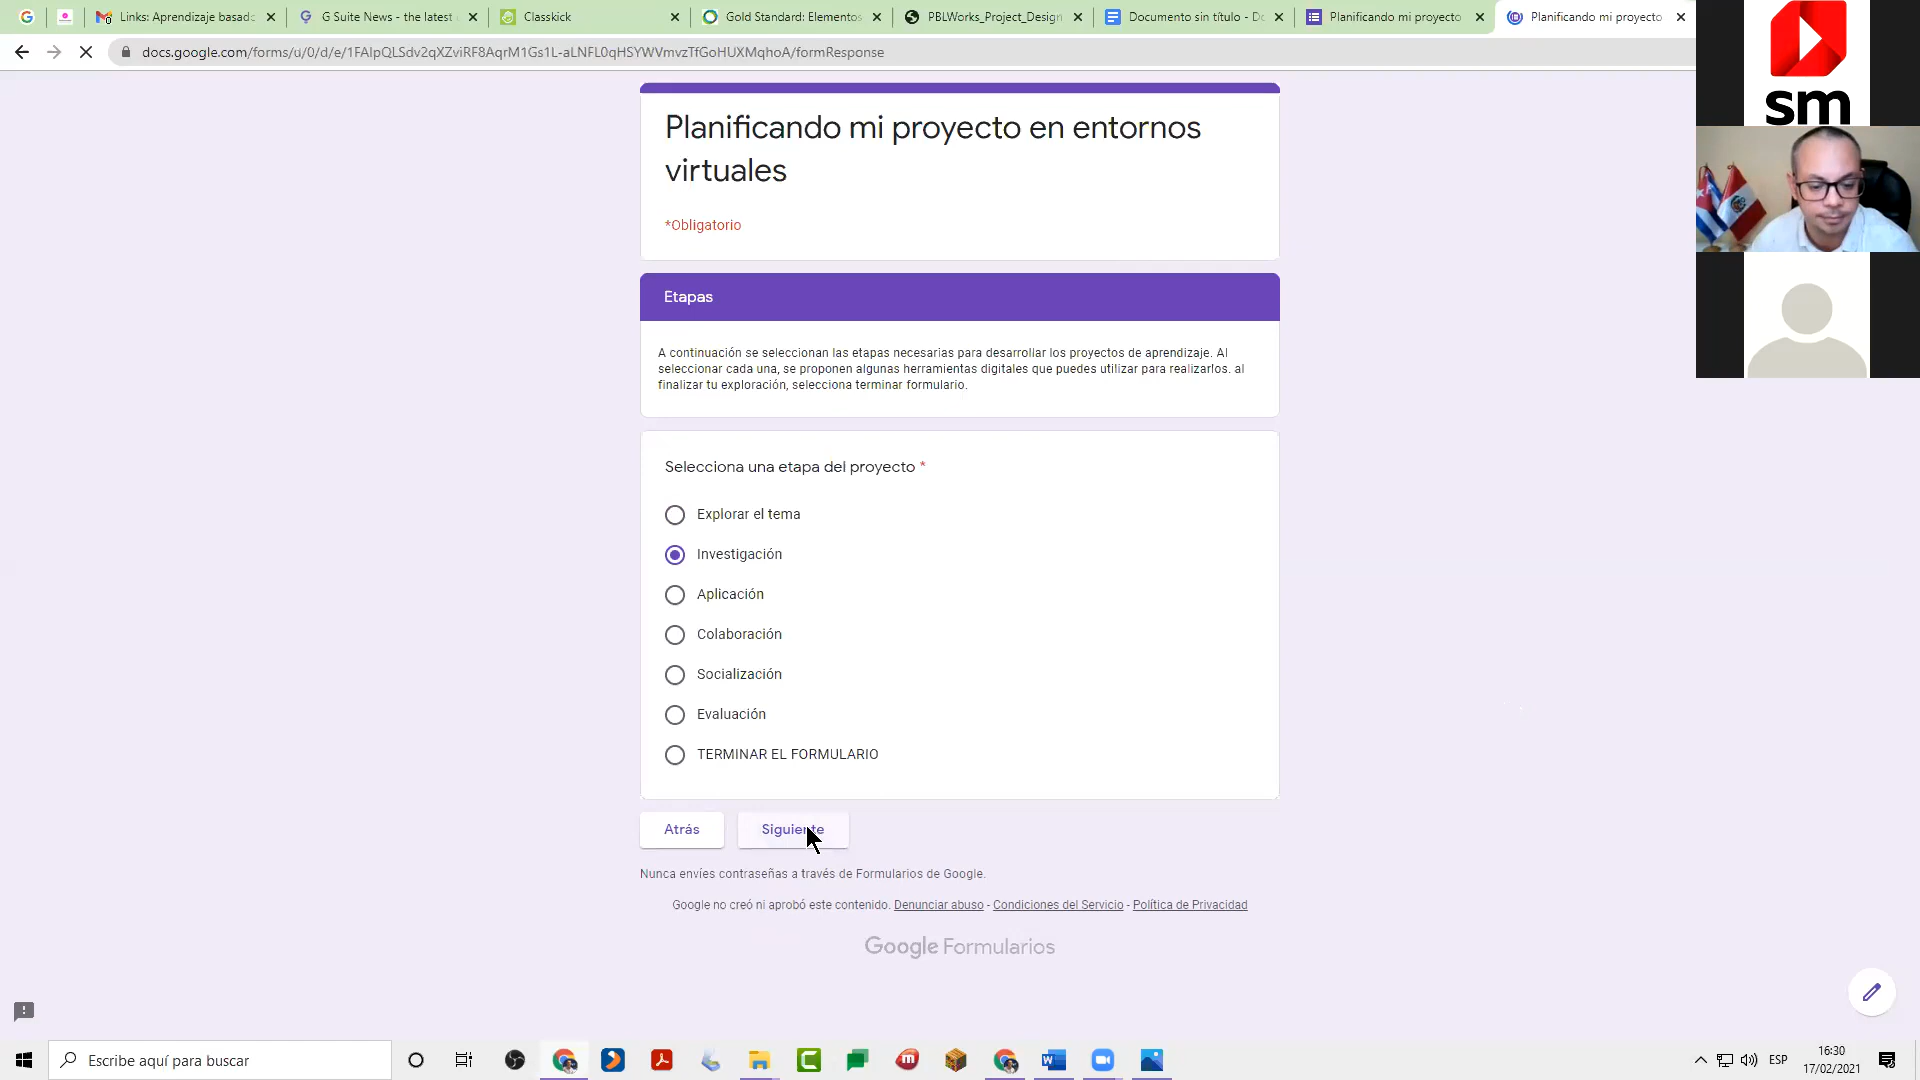 Links: Aprendizaje basado
G Suite News - the latest
Classkick
Gold Standard: Elementos
PBLWorks_Project_Design
Documento sin título - Do
Planificando mi proyecto
Planificando mi proyecto
docs.google.com/forms/u/0/d/e/1FAIpQLSdv2qXZviRF8AqrM1Gs1L-aLNFL0qHSYWVmvzTfGoHUXMqhoA/formResponse
sm
Planificando mi proyecto en entornos
virtuales
*Obligatorio
Etapas
A continuación se seleccionan las etapas necesarias para desarrollar los proyectos de aprendizaje. Al
seleccionar cada una, se proponen algunas herramientas digitales que puedes utilizar para realizarlos. al
finalizar tu exploración, selecciona terminar formulario.
Selecciona una etapa del proyecto *
Explorar el tema
Investigación
Aplicación
Colaboración
Socialización
Evaluación
TERMINAR EL FORMULARIO
Atrás
Siguiente
Nunca envíes contraseñas a través de Formularios de Google.
Google no creó ni aprobó este contenido. Denunciar abuso - Condiciones del Servicio - Política de Privacidad
Google Formularios
Escribe aquí para buscar
ESP
16:30
17/02/2021